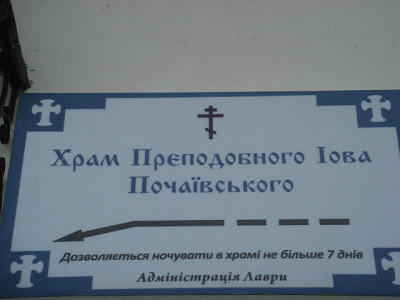 Храм Преподобного Іова
Почаївського
Дозволяється ночувати в храмі не більше 7 днів
Адміністрація Лаври